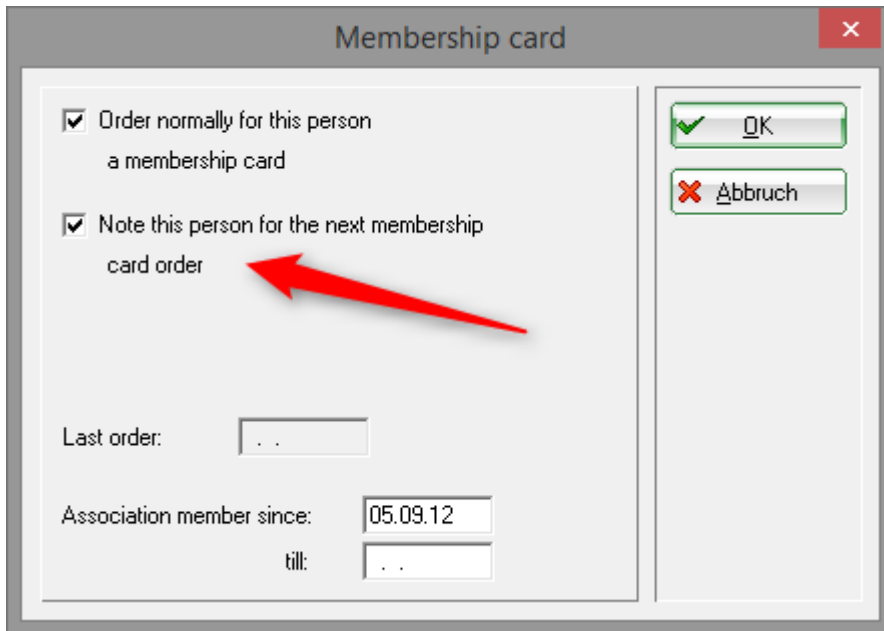 Membership card
Order normally for this person
a membership card
Note this person for the next membership
card order
Last order: . .
Association member since: 05.09.12
till: . .
OK
Abbruch